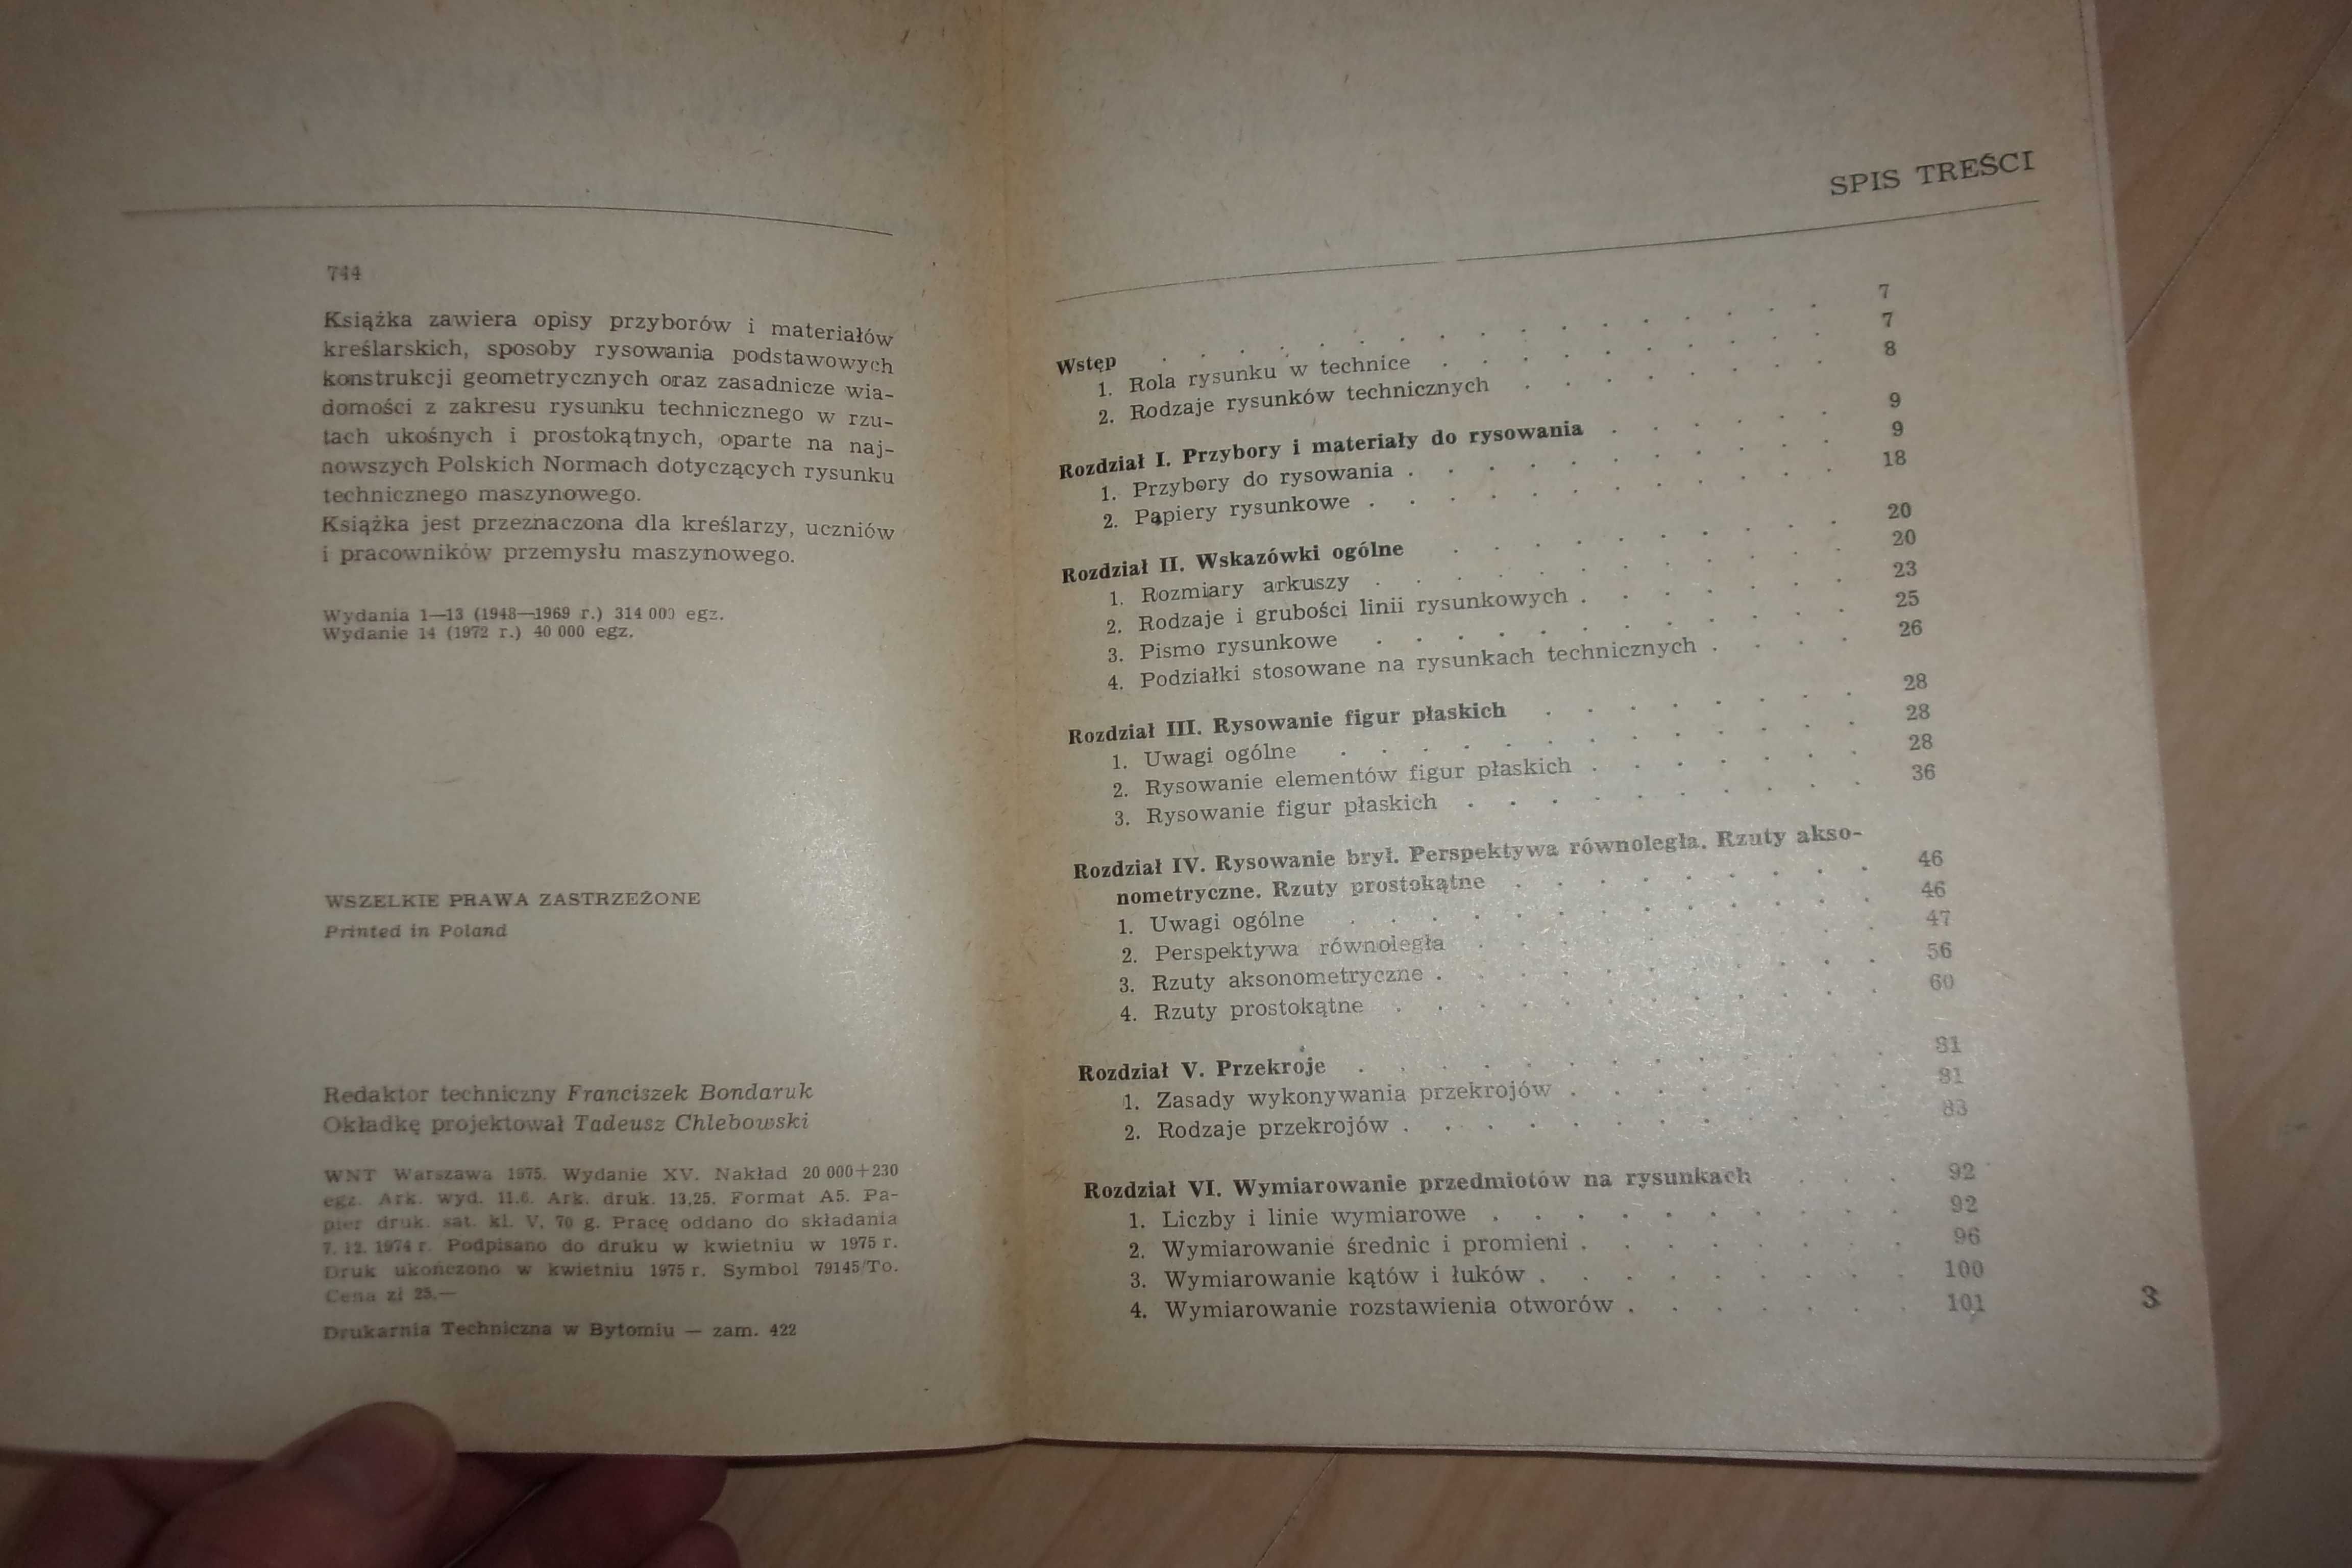 744
Książka zawiera opisy przyborów i materiałów
kreślarskich, sposoby rysowania podstawowych
konstrukcji geometrycznych oraz zasadnicze wia-
domości z zakresu rysunku technicznego w rzu-
tach ukośnych i prostokątnych, oparte na naj-
nowszych Polskich Normach dotyczących rysunku
technicznego maszynowego.
Książka jest przeznaczona dla kreślarzy, uczniów
i pracowników przemysłu maszynowego.
Wydania 1—13 (1948—1969 r.) 314 000 egz.
Wydanie 14 (1972 r.) 40 000 egz.
WSZELKIE PRAWA ZASTRZEŻONE
Printed in Poland
Redaktor techniczny Franciszek Bondaruk
Okładkę projektował Tadeusz Chlebowski
WNT Warszawa 1975. Wydanie XV. Nakład 20 000+230
egz. Ark. wyd. 11.6. Ark. druk. 13,25. Format A5. Pa-
pier druk. sat. kl. V, 70 g. Pracę oddano do składania
7. 12. 1974 r. Podpisano do druku w kwietniu w 1975 r.
Druk ukończono w kwietniu 1975 r. Symbol 79145/To.
Cena zł 25.—
Drukarnia Techniczna w Bytomiu — zam. 422
SPIS TREŚCI
Wstęp . . . . . . . . . . . . . . . . . 7
1. Rola rysunku w technice . . . . . . . . . . 7
2. Rodzaje rysunków technicznych . . . . . . . . 8
Rozdział I. Przybory i materiały do rysowania . . . . . . 9
1. Przybory do rysowania . . . . . . . . . . . 9
2. Papiery rysunkowe . . . . . . . . . . . . 18
Rozdział II. Wskazówki ogólne . . . . . . . . . . 20
1. Rozmiary arkuszy . . . . . . . . . . . . 20
2. Rodzaje i grubości linii rysunkowych . . . . . . . 23
3. Pismo rysunkowe . . . . . . . . . . . . 25
4. Podziałki stosowane na rysunkach technicznych . . . . 26
Rozdział III. Rysowanie figur płaskich . . . . . . . . 28
1. Uwagi ogólne . . . . . . . . . . . . . 28
2. Rysowanie elementów figur płaskich . . . . . . . 28
3. Rysowanie figur płaskich . . . . . . . . . . 36
Rozdział IV. Rysowanie brył. Perspektywa równoległa. Rzuty akso-
nometryczne. Rzuty prostokątne . . . . . . . . . 46
1. Uwagi ogólne . . . . . . . . . . . . . 46
2. Perspektywa równoległa . . . . . . . . . . 47
3. Rzuty aksonometryczne . . . . . . . . . . . 56
4. Rzuty prostokątne . . . . . . . . . . . . 60
Rozdział V. Przekroje . . . . . . . . . . . . . 81
1. Zasady wykonywania przekrojów . . . . . . . . 81
2. Rodzaje przekrojów . . . . . . . . . . . . 83
Rozdział VI. Wymiarowanie przedmiotów na rysunkach . . . 92
1. Liczby i linie wymiarowe . . . . . . . . . . 92
2. Wymiarowanie średnic i promieni . . . . . . . . 96
3. Wymiarowanie kątów i łuków . . . . . . . . . 100
4. Wymiarowanie rozstawienia otworów . . . . . . . 101
3